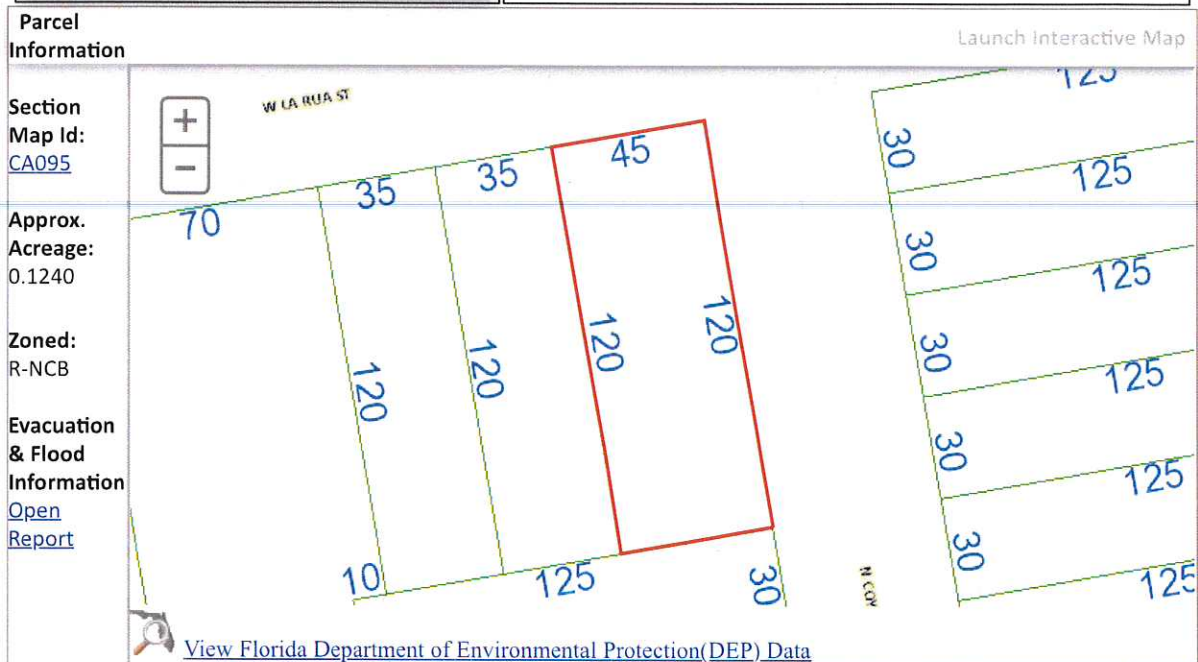 Parcel
Information
Launch Interactive Map
Section
Map Id:
CA095
Approx.
Acreage:
0.1240
Zoned:
R-NCB
Evacuation
& Flood
Information
Open
Report
+
−
W LA RUA ST
70
35
35
45
120
120
120
120
10
125
30
N COY
30
30
30
30
30
125
125
125
125
125
125
View Florida Department of Environmental Protection(DEP) Data